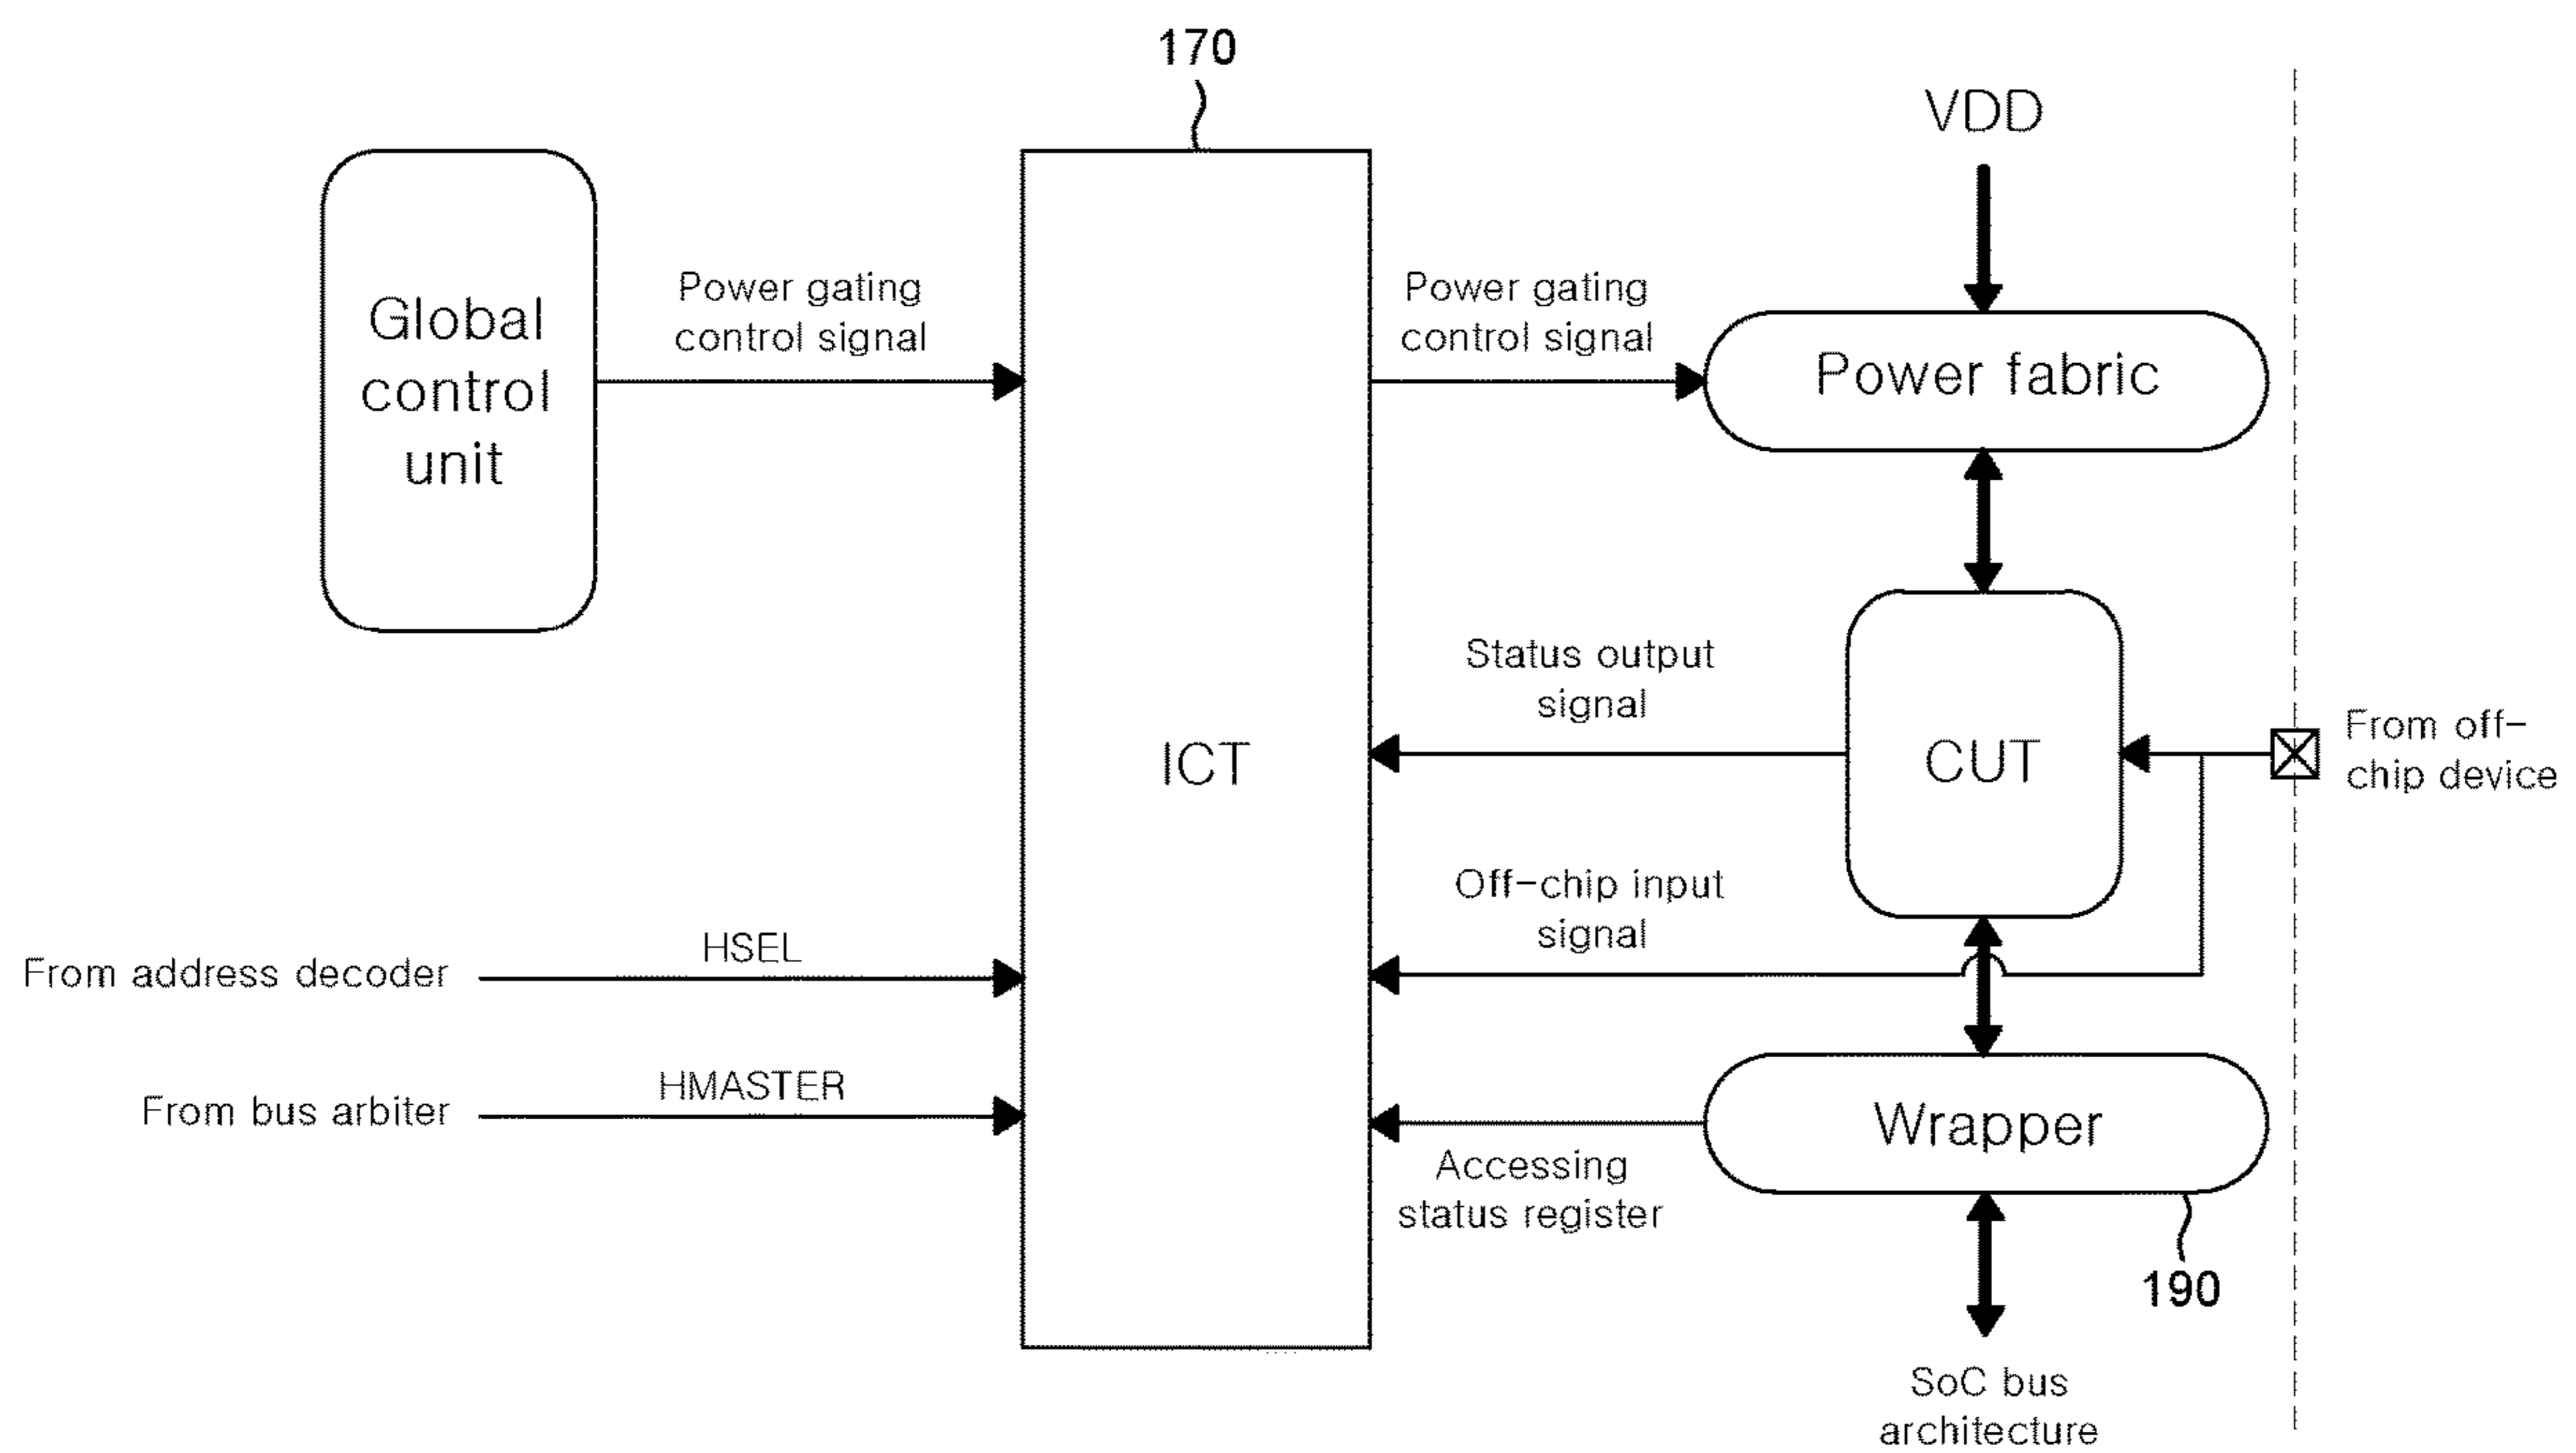 170
VDD
Global
control
unit
Power gating
control signal
Power gating
control signal
Power fabric
Status output
signal
ICT
CUT
From off-
chip device
Off-chip input
signal
HSEL
From address decoder
HMASTER
From bus arbiter
Wrapper
Accessing
status register
190
SoC bus
architecture